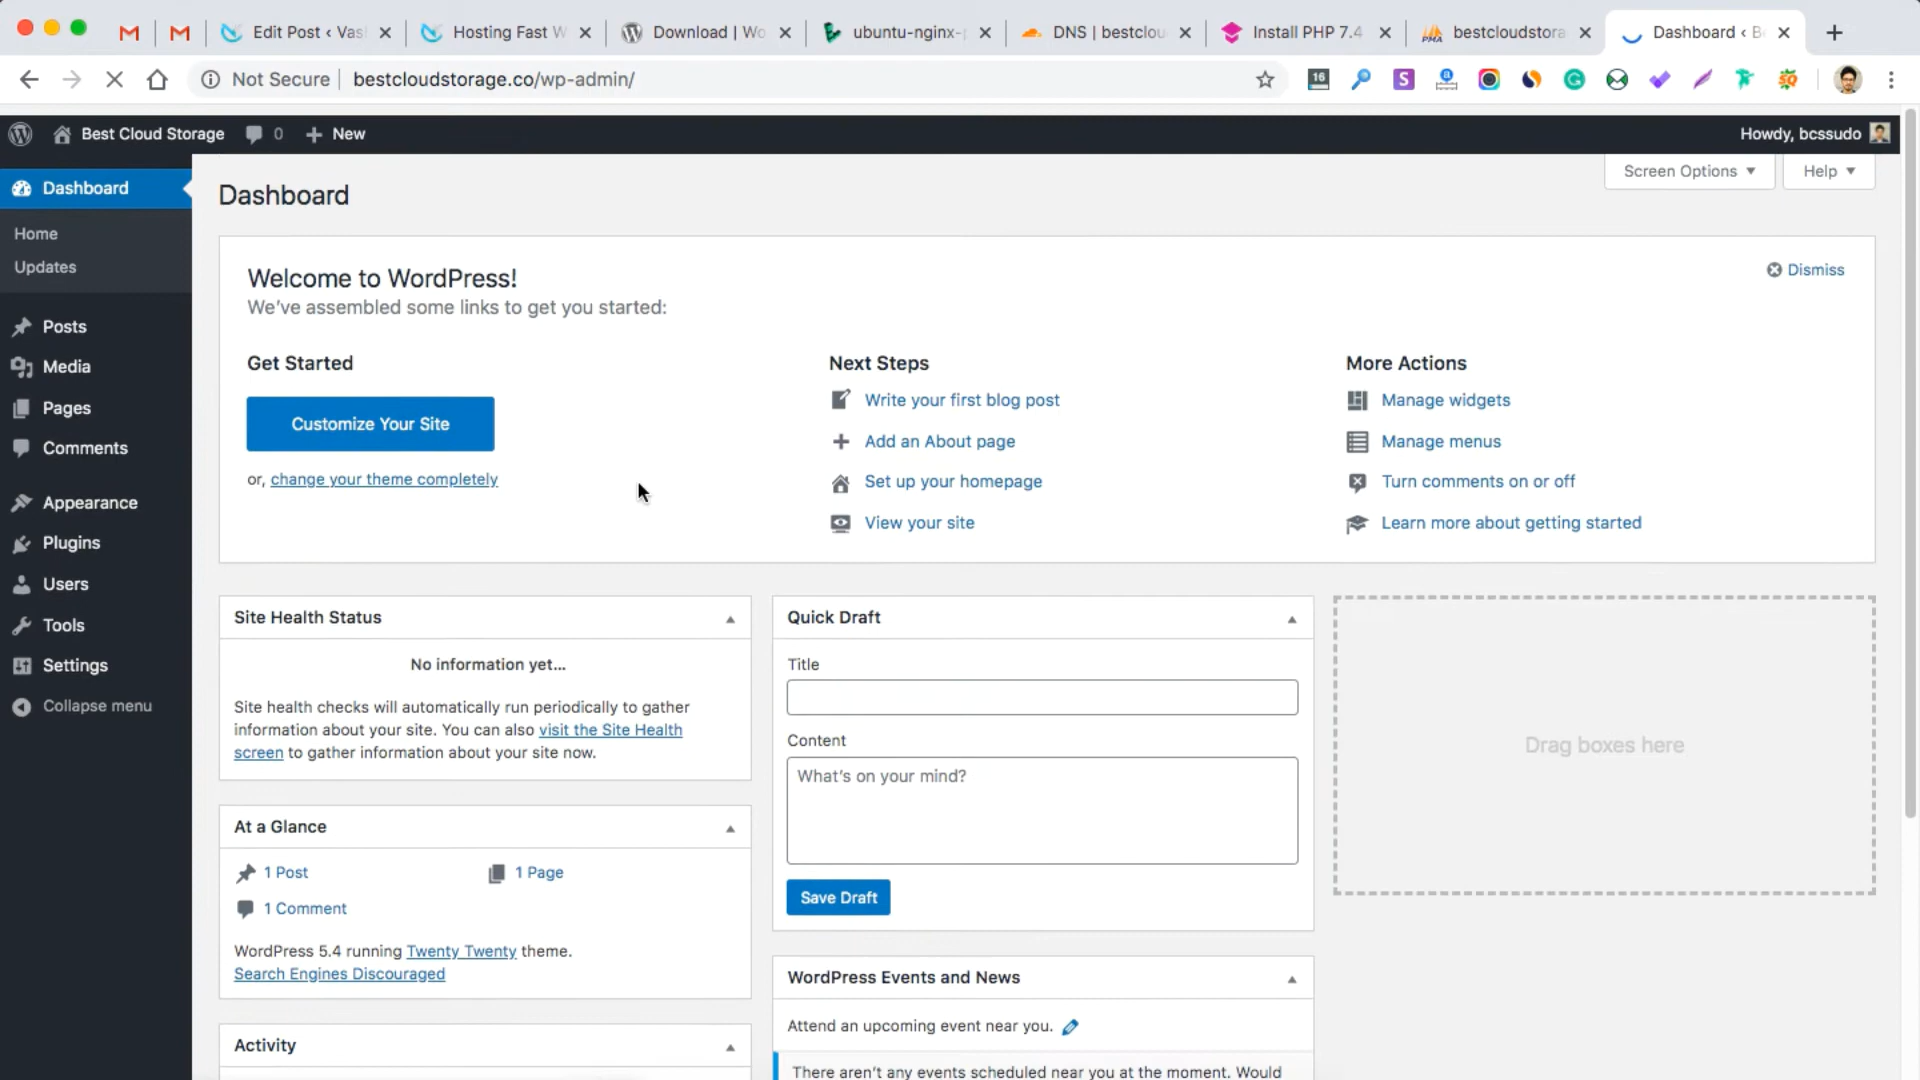 Edit Post ‹ Vas
Hosting Fast W
Download | Wo
ubuntu-nginx-
DNS | bestclou
Install PHP 7.4
PMA
bestcloudstora
Dashboard ‹ Be
Not Secure
bestcloudstorage.co/wp-admin/
16
S
Best Cloud Storage
0
New
Howdy, bcssudo
Dashboard
Home
Updates
Posts
Media
Pages
Comments
Appearance
Plugins
Users
Tools
Settings
Collapse menu
Screen Options
Help
Dashboard
Welcome to WordPress!
We've assembled some links to get you started:
Dismiss
Get Started
Customize Your Site
or, change your theme completely
Next Steps
Write your first blog post
Add an About page
Set up your homepage
View your site
More Actions
Manage widgets
Manage menus
Turn comments on or off
Learn more about getting started
Site Health Status
No information yet...
Site health checks will automatically run periodically to gather
information about your site. You can also visit the Site Health
screen to gather information about your site now.
At a Glance
1 Post
1 Page
1 Comment
WordPress 5.4 running Twenty Twenty theme.
Search Engines Discouraged
Activity
Quick Draft
Title
Content
What's on your mind?
Save Draft
WordPress Events and News
Attend an upcoming event near you.
There aren't any events scheduled near you at the moment. Would
Drag boxes here